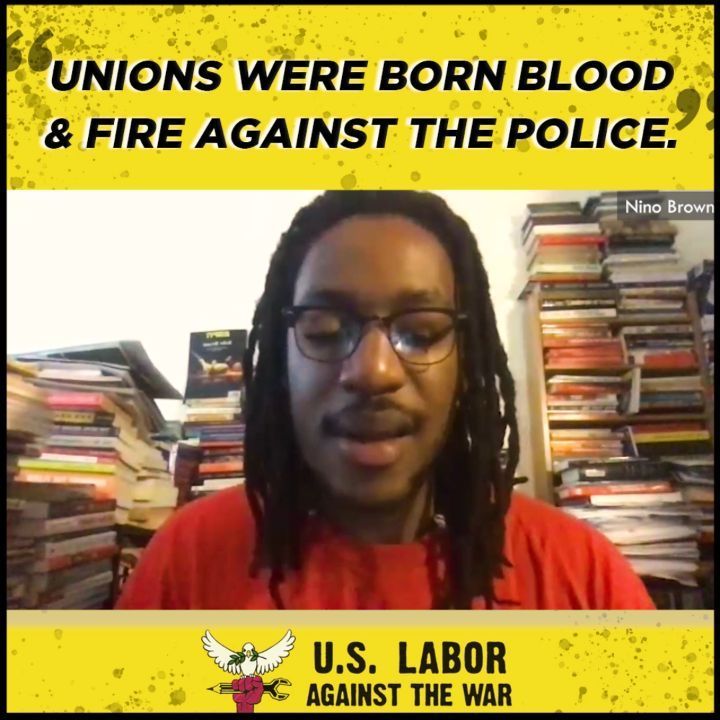 “UNIONS WERE BORN BLOOD
& FIRE AGAINST THE POLICE.”
Nino Brown
U.S. LABOR
AGAINST THE WAR